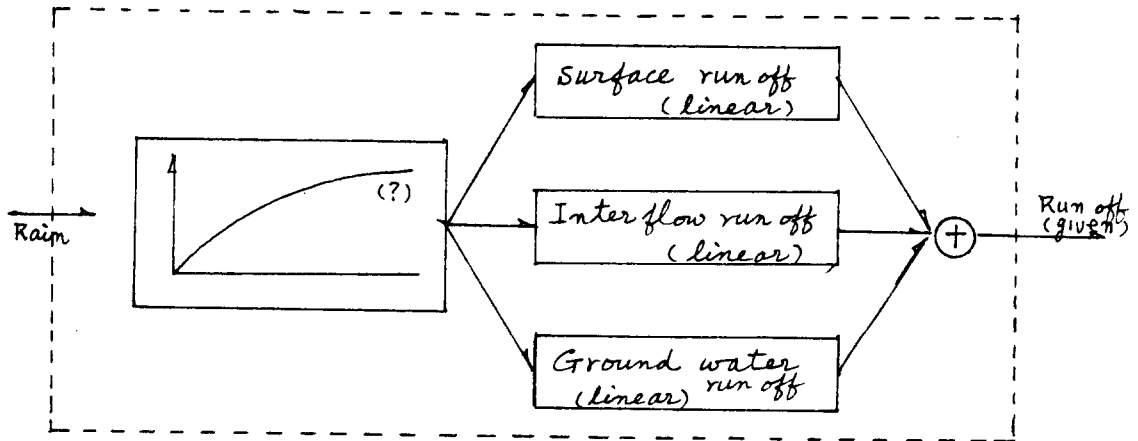 Surface run off
(linear)
(?)
Rain
Inter flow run off
(linear)
+
Run off
(given)
Ground water
(linear) run off